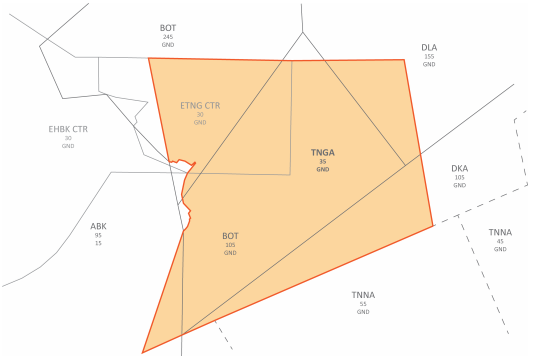 BOT
245
GND
DLA
155
GND
ETNG CTR
30
GND
EHBK CTR
30
GND
TNGA
35
GND
DKA
105
GND
ABK
95
15
BOT
105
GND
TNNA
45
GND
TNNA
55
GND